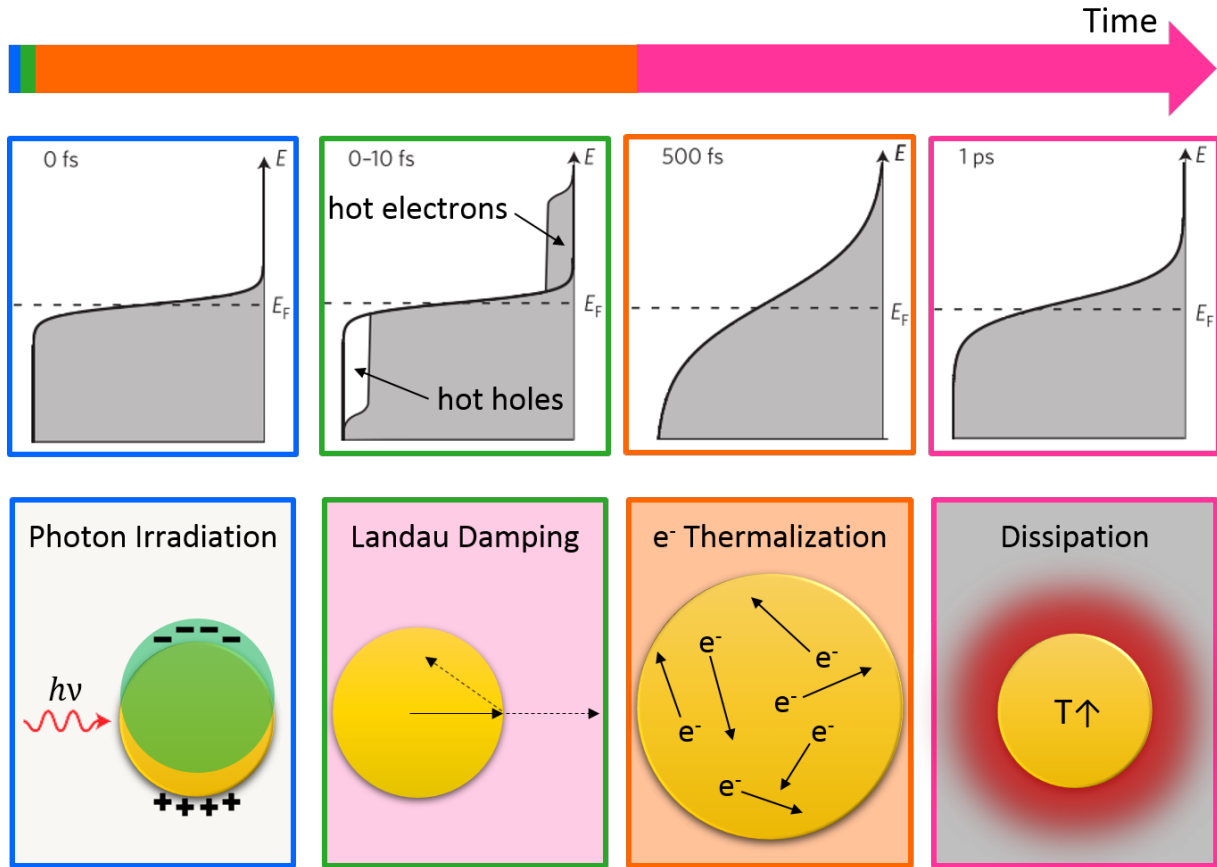 Time
0 fs
E
E_F
0–10 fs
E
hot electrons
E_F
hot holes
500 fs
E
E_F
1 ps
E
E_F
Photon Irradiation
− − − −
hν
+ + + +
Landau Damping
e⁻ Thermalization
e⁻
e⁻
e⁻
e⁻
e⁻
e⁻
Dissipation
T↑